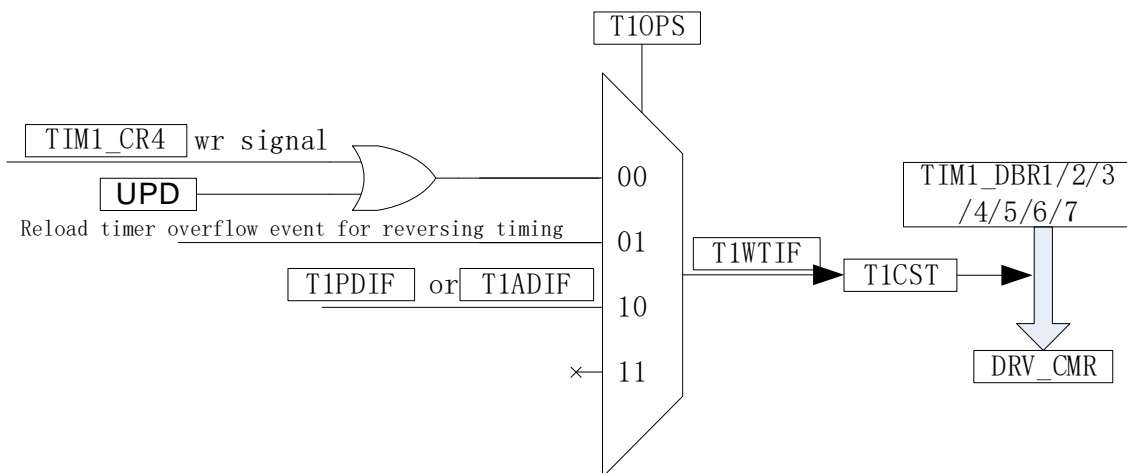 T1OPS
TIM1_CR4 wr signal
UPD
Reload timer overflow event for reversing timing
T1PDIF or T1ADIF
00
01
10
11
T1WTIF
T1CST
TIM1_DBR1/2/3
/4/5/6/7
DRV_CMR